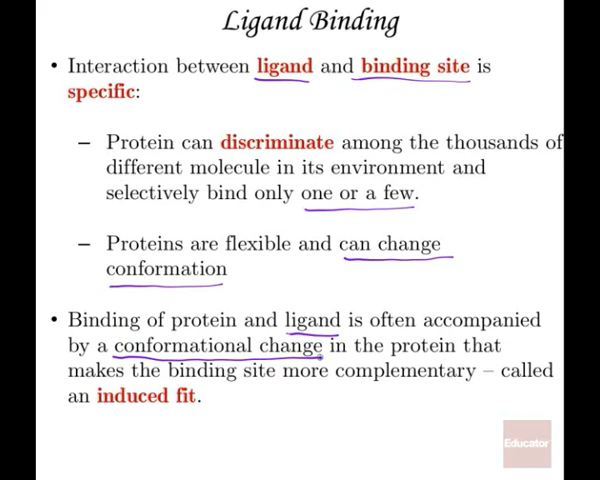 Ligand Binding
• Interaction between ligand and binding site is
specific:
– Protein can discriminate among the thousands of
different molecule in its environment and
selectively bind only one or a few.
– Proteins are flexible and can change
conformation
• Binding of protein and ligand is often accompanied
by a conformational change in the protein that
makes the binding site more complementary – called
an induced fit.
Educator